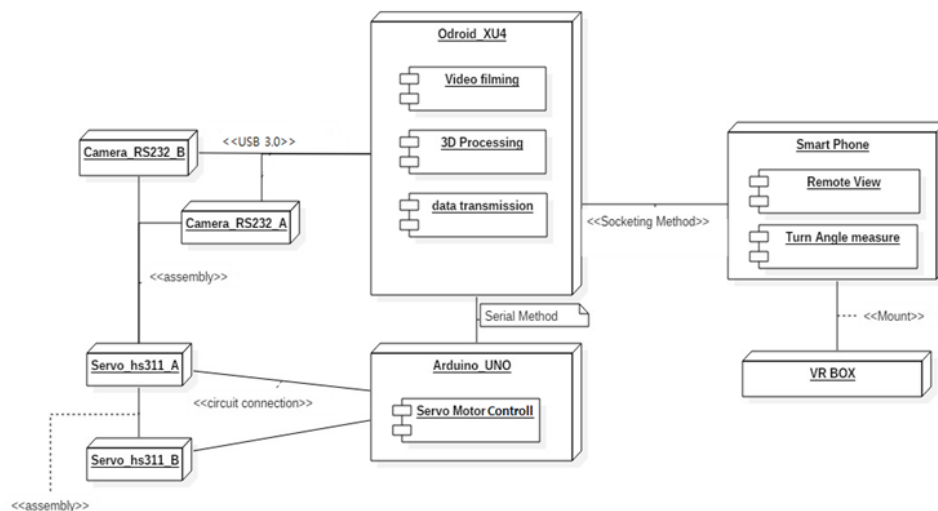 Odroid_XU4
Video filming
3D Processing
data transmission
<<USB 3.0>>
Camera_RS232_B
Camera_RS232_A
<<assembly>>
Smart Phone
Remote View
Turn Angle measure
<<Socketing Method>>
<<Mount>>
VR BOX
Serial Method
Arduino_UNO
Servo Motor Controll
Servo_hs311_A
<<circuit connection>>
Servo_hs311_B
<<assembly>>